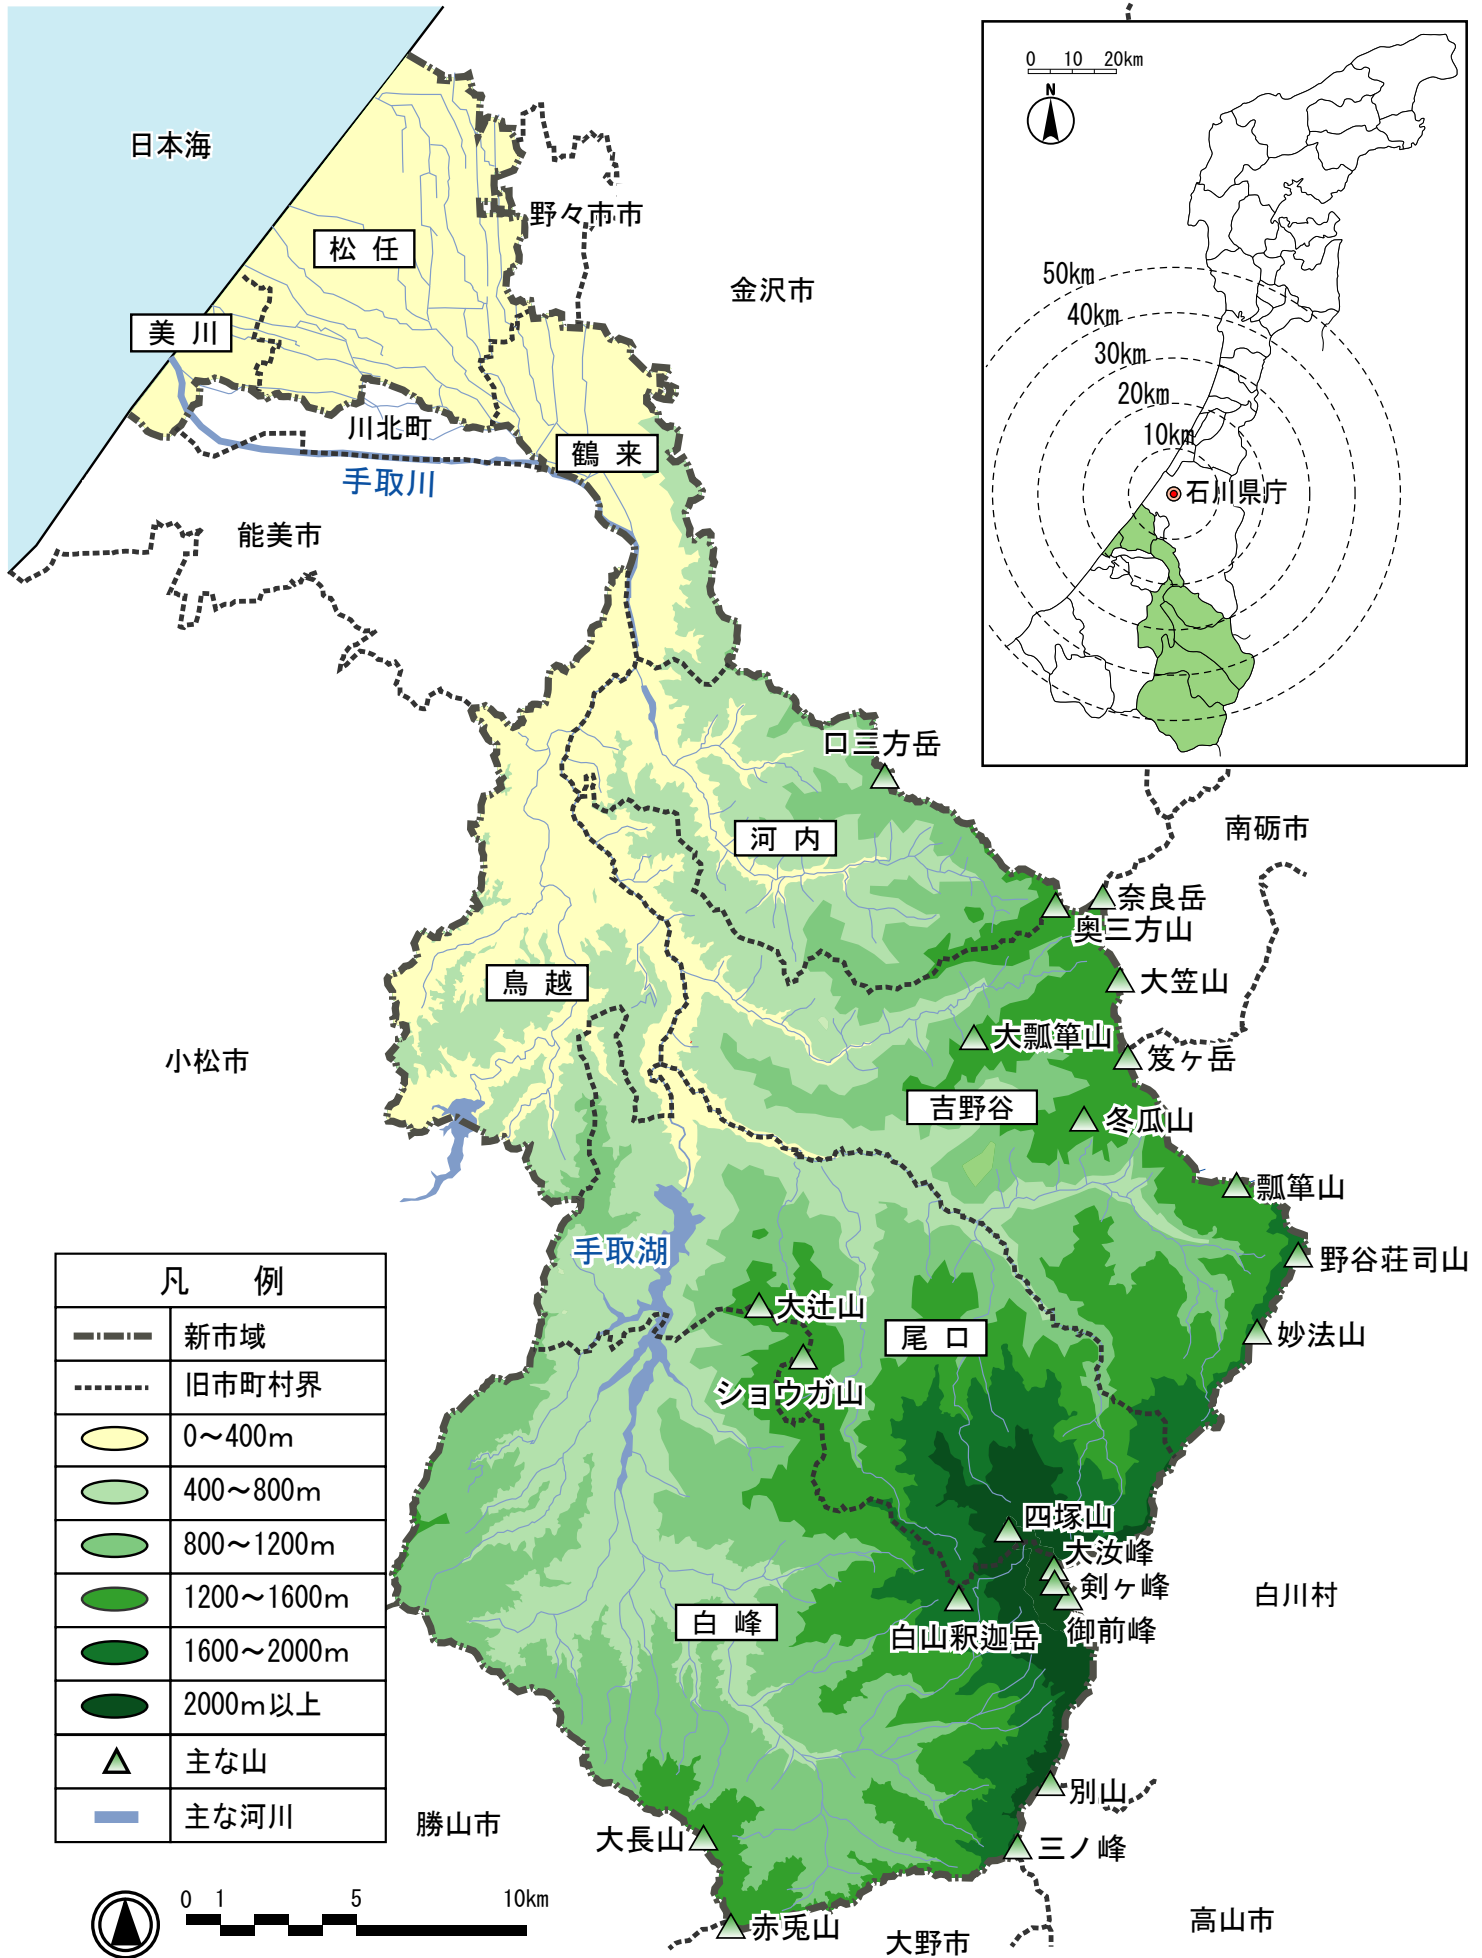 0 10 20km
N
日本海
野々市市
松 任
金沢市
50km
40km
30km
20km
10km
石川県庁
美 川
川北町
鶴 来
手取川
能美市
口三方岳
河 内
南砺市
奈良岳
奥三方山
鳥 越
大笠山
大瓢箪山
笈ヶ岳
小松市
吉野谷
冬瓜山
瓢箪山
手取湖
野谷荘司山
大辻山
尾 口
妙法山
ショウガ山
凡 例
新市域
旧市町村界
0～400m
400～800m
800～1200m
1200～1600m
1600～2000m
2000m以上
主な山
主な河川
四塚山
大汝峰
剣ヶ峰
白川村
白 峰
白山釈迦岳
御前峰
別山
勝山市
大長山
三ノ峰
0 1 5 10km
赤兎山
大野市
高山市